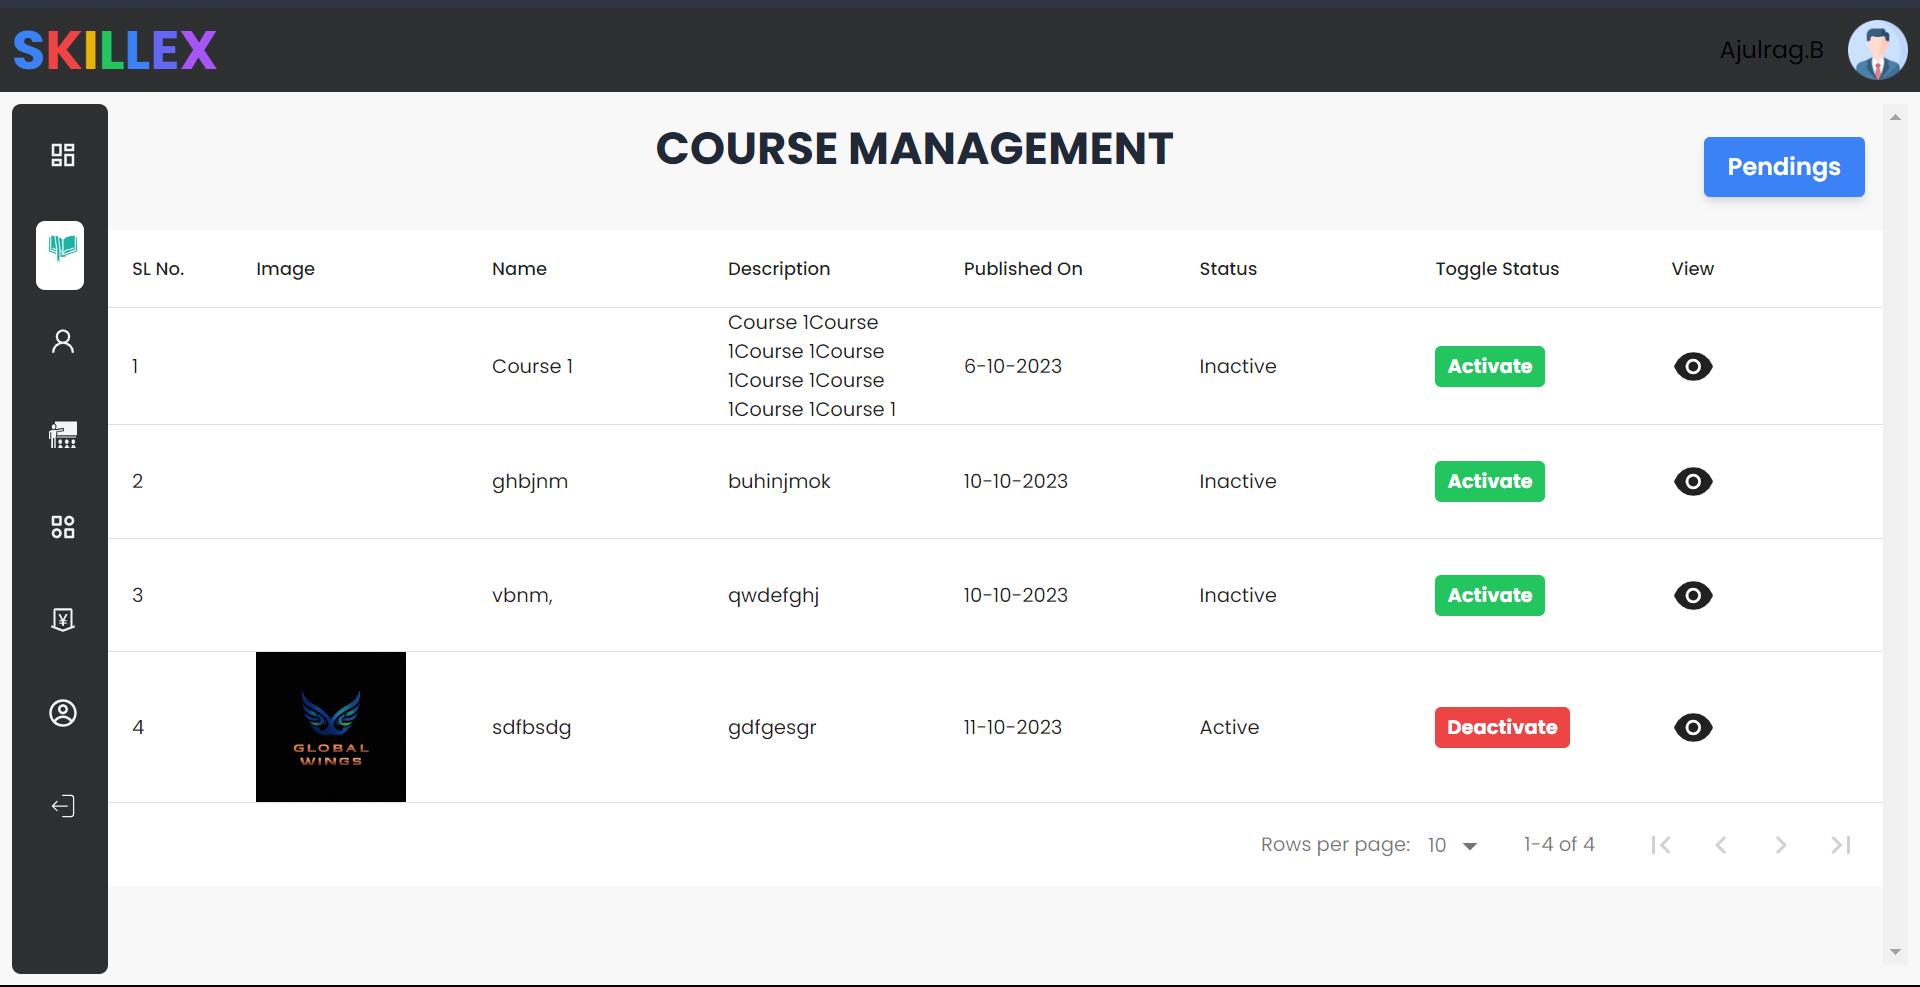 SKILLEX
Ajulrag.B
COURSE MANAGEMENT
Pendings
SL No. Image Name Description Published On Status Toggle Status View
1 Course 1 Course 1Course 6-10-2023 Inactive Activate
1Course 1Course
1Course 1Course
1Course 1Course 1
2 ghbjnm buhinjmok 10-10-2023 Inactive Activate
3 vbnm, qwdefghj 10-10-2023 Inactive Activate
4 sdfbsdg gdfgesgr 11-10-2023 Active Deactivate
GLOBAL
WINGS
Rows per page: 10 1-4 of 4